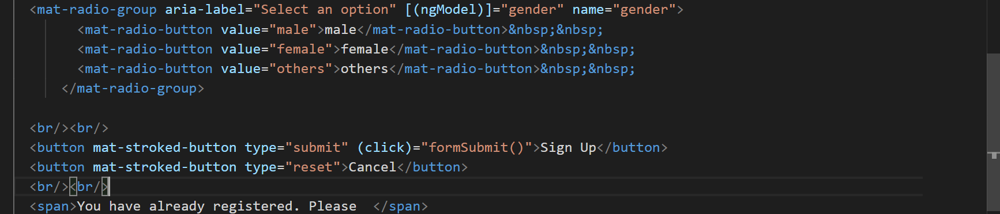 <mat-radio-group aria-label="Select an option" [(ngModel)]="gender" name="gender">
<mat-radio-button value="male">male</mat-radio-button>&nbsp;&nbsp;
<mat-radio-button value="female">female</mat-radio-button>&nbsp;&nbsp;
<mat-radio-button value="others">others</mat-radio-button>&nbsp;&nbsp;
</mat-radio-group>
<br/><br/>
<button mat-stroked-button type="submit" (click)="formSubmit()">Sign Up</button>
<button mat-stroked-button type="reset">Cancel</button>
<br/><br/>
<span>You have already registered. Please  </span>